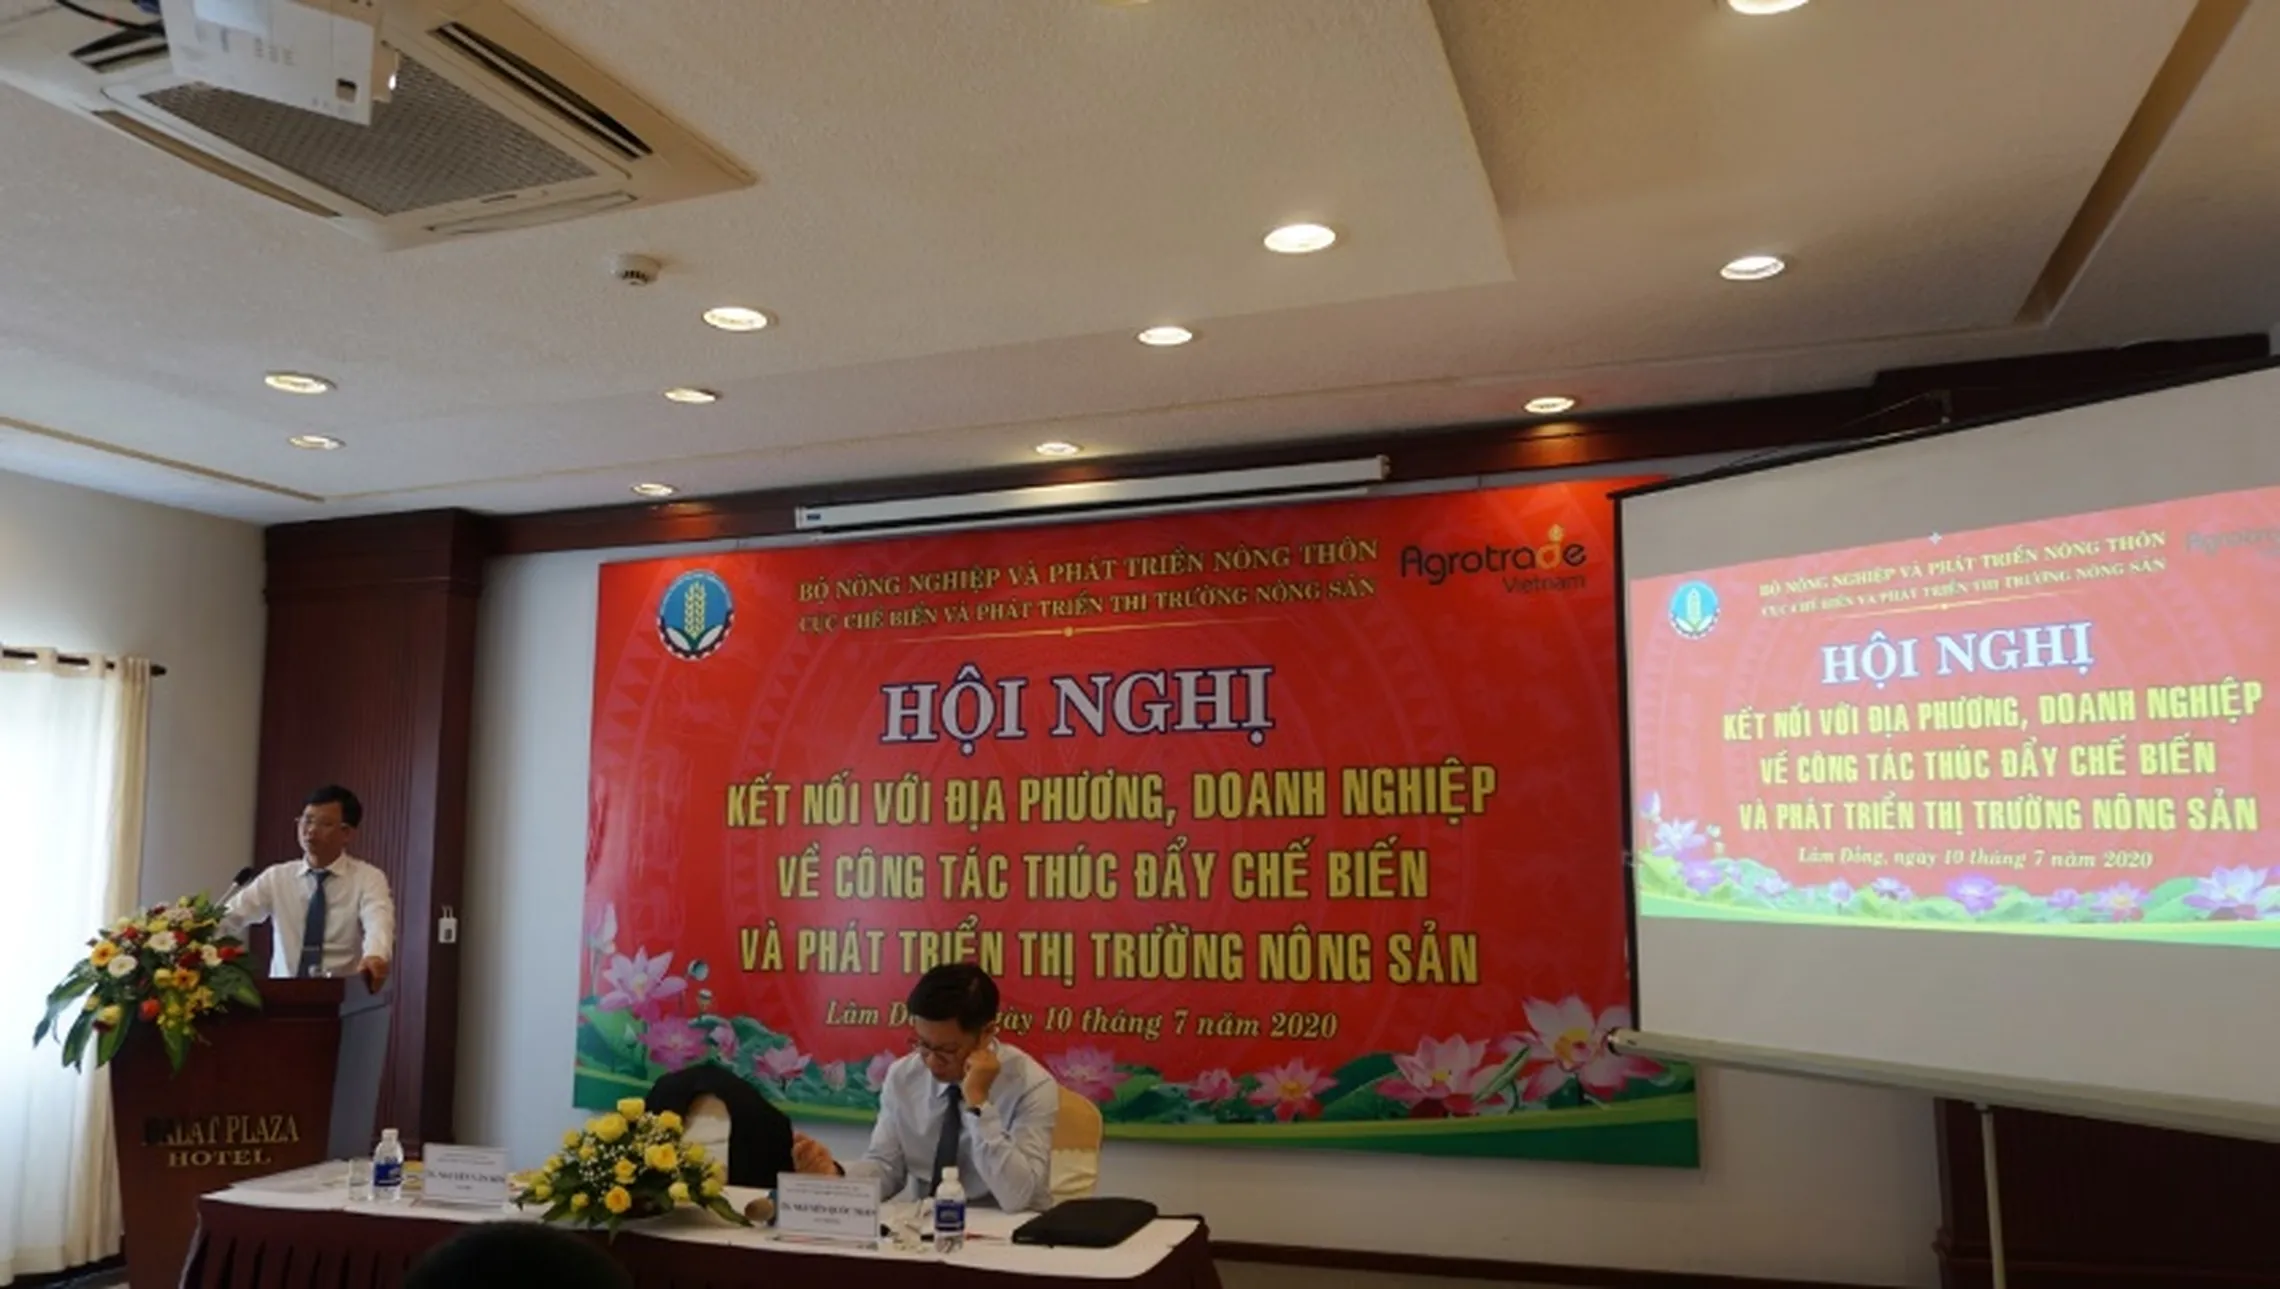 BỘ NÔNG NGHIỆP VÀ PHÁT TRIỂN NÔNG THÔN
CỤC CHẾ BIẾN VÀ PHÁT TRIỂN THỊ TRƯỜNG NÔNG SẢN
Agrotrade
Vietnam
HỘI NGHỊ
KẾT NỐI VỚI ĐỊA PHƯƠNG, DOANH NGHIỆP
VỀ CÔNG TÁC THÚC ĐẨY CHẾ BIẾN
VÀ PHÁT TRIỂN THỊ TRƯỜNG NÔNG SẢN
Lâm 10 tháng 7 năm 2020
BỘ NÔNG NGHIỆP VÀ PHÁT TRIỂN NÔNG THÔN
CỤC CHẾ BIẾN VÀ PHÁT TRIỂN THỊ TRƯỜNG NÔNG SẢN
HỘI NGHỊ
KẾT NỐI VỚI ĐỊA PHƯƠNG, DOANH NGHIỆP
VỀ CÔNG TÁC THÚC ĐẨY CHẾ BIẾN
VÀ PHÁT TRIỂN THỊ TRƯỜNG NÔNG SẢN
Lâm Đồng, ngày 10 tháng 7 năm 2020
DALAT PLAZA
HOTEL